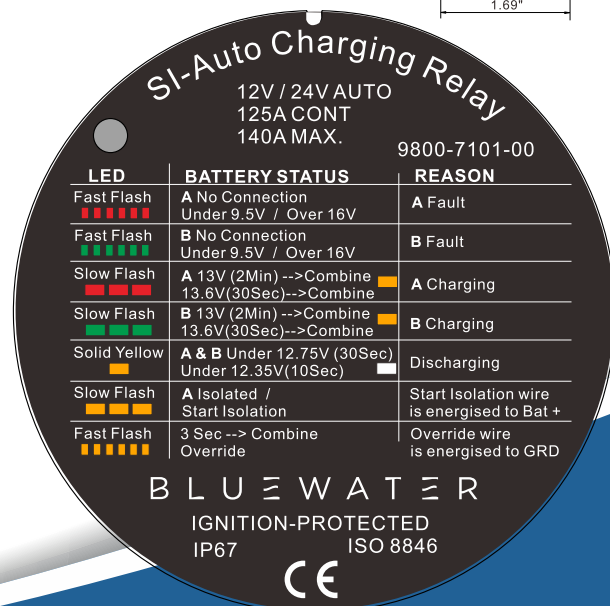 1.69"
SI-Auto Charging Relay
12V / 24V AUTO
125A CONT
140A MAX.
9800-7101-00
LED BATTERY STATUS REASON
Fast Flash A No Connection A Fault
Under 9.5V / Over 16V
Fast Flash B No Connection B Fault
Under 9.5V / Over 16V
Slow Flash A 13V (2Min) -->Combine A Charging
13.6V(30Sec)-->Combine
Slow Flash B 13V (2Min) -->Combine B Charging
13.6V(30Sec)-->Combine
Solid Yellow A & B Under 12.75V (30Sec) Discharging
Under 12.35V(10Sec)
Slow Flash A Isolated / Start Isolation wire
Start Isolation is energised to Bat +
Fast Flash 3 Sec --> Combine Override wire
Override is energised to GRD
BLUEWATER
IGNITION-PROTECTED
IP67 ISO 8846
CE